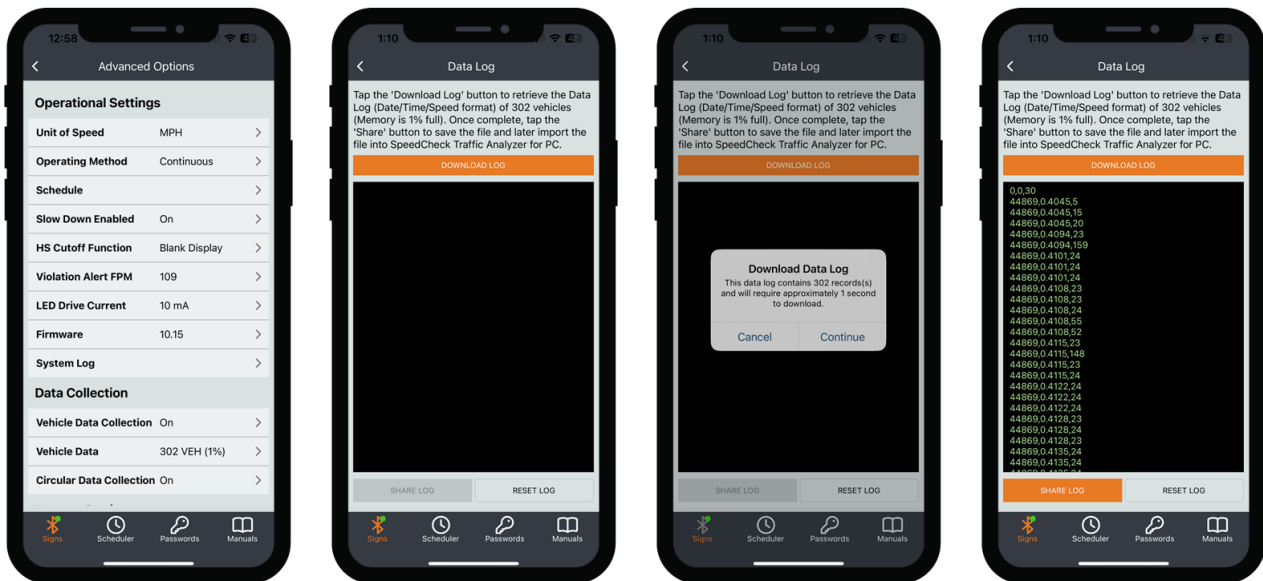 12:58
Advanced Options
Operational Settings
Unit of Speed MPH
Operating Method Continuous
Schedule
Slow Down Enabled On
HS Cutoff Function Blank Display
Violation Alert FPM 109
LED Drive Current 10 mA
Firmware 10.15
System Log
Data Collection
Vehicle Data Collection On
Vehicle Data 302 VEH (1%)
Circular Data Collection On
Signs Scheduler Passwords Manuals
1:10
Data Log
Tap the 'Download Log' button to retrieve the Data
Log (Date/Time/Speed format) of 302 vehicles
(Memory is 1% full). Once complete, tap the
'Share' button to save the file and later import the
file into SpeedCheck Traffic Analyzer for PC.
DOWNLOAD LOG
SHARE LOG RESET LOG
Signs Scheduler Passwords Manuals
1:10
Data Log
Tap the 'Download Log' button to retrieve the Data
Log (Date/Time/Speed format) of 302 vehicles
(Memory is 1% full). Once complete, tap the
'Share' button to save the file and later import the
file into SpeedCheck Traffic Analyzer for PC.
DOWNLOAD LOG
Download Data Log
This data log contains 302 records(s)
and will require approximately 1 second
to download.
Cancel Continue
SHARE LOG RESET LOG
Signs Scheduler Passwords Manuals
1:10
Data Log
Tap the 'Download Log' button to retrieve the Data
Log (Date/Time/Speed format) of 302 vehicles
(Memory is 1% full). Once complete, tap the
'Share' button to save the file and later import the
file into SpeedCheck Traffic Analyzer for PC.
DOWNLOAD LOG
0,0,30
44869,0.4045,5
44869,0.4045,15
44869,0.4045,20
44869,0.4094,23
44869,0.4094,159
44869,0.4101,24
44869,0.4101,24
44869,0.4101,24
44869,0.4108,23
44869,0.4108,23
44869,0.4108,24
44869,0.4108,55
44869,0.4108,52
44869,0.4115,23
44869,0.4115,148
44869,0.4115,23
44869,0.4115,24
44869,0.4122,24
44869,0.4122,24
44869,0.4122,24
44869,0.4128,23
44869,0.4128,24
44869,0.4128,23
44869,0.4135,24
44869,0.4135,24
SHARE LOG RESET LOG
Signs Scheduler Passwords Manuals